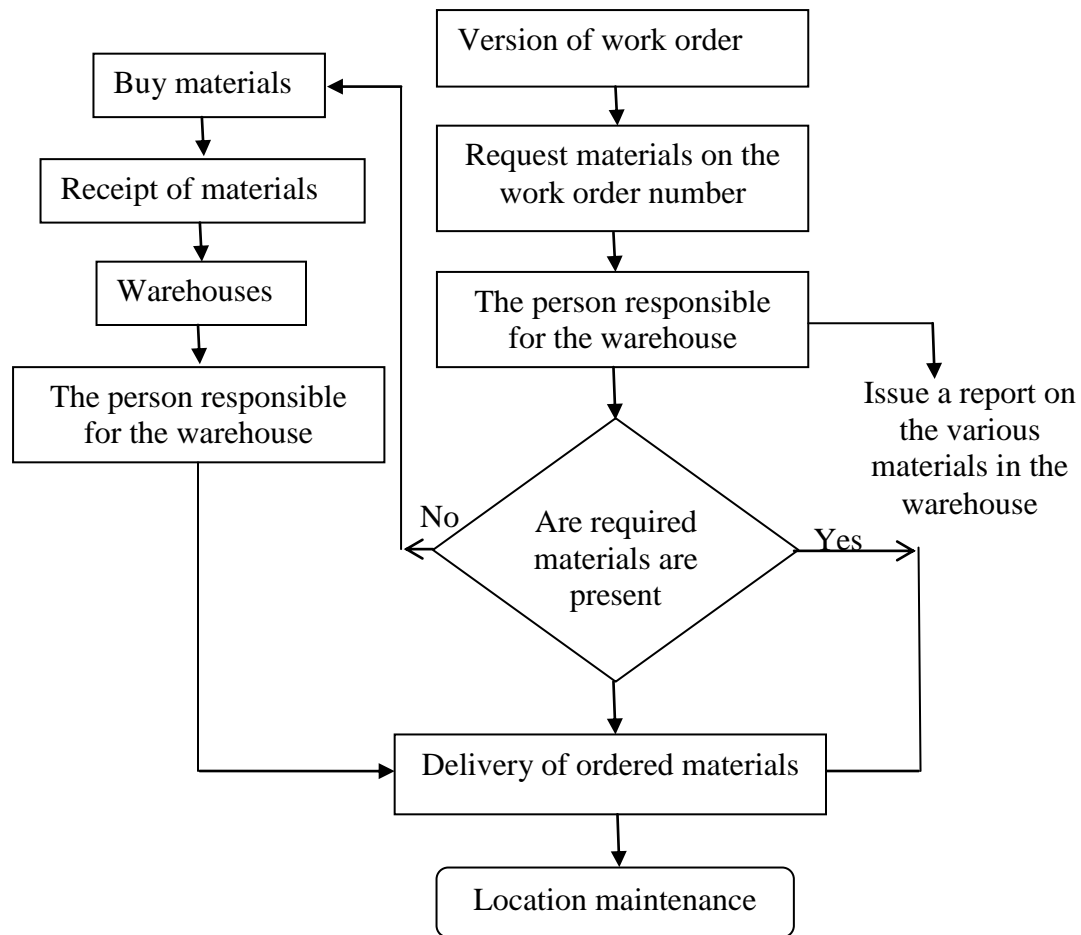 Version of work order
Buy materials
Request materials on the
work order number
Receipt of materials
Warehouses
The person responsible
for the warehouse
The person responsible
for the warehouse
Issue a report on
the various
materials in the
warehouse
No
Are required
materials are
present
Yes
Delivery of ordered materials
Location maintenance